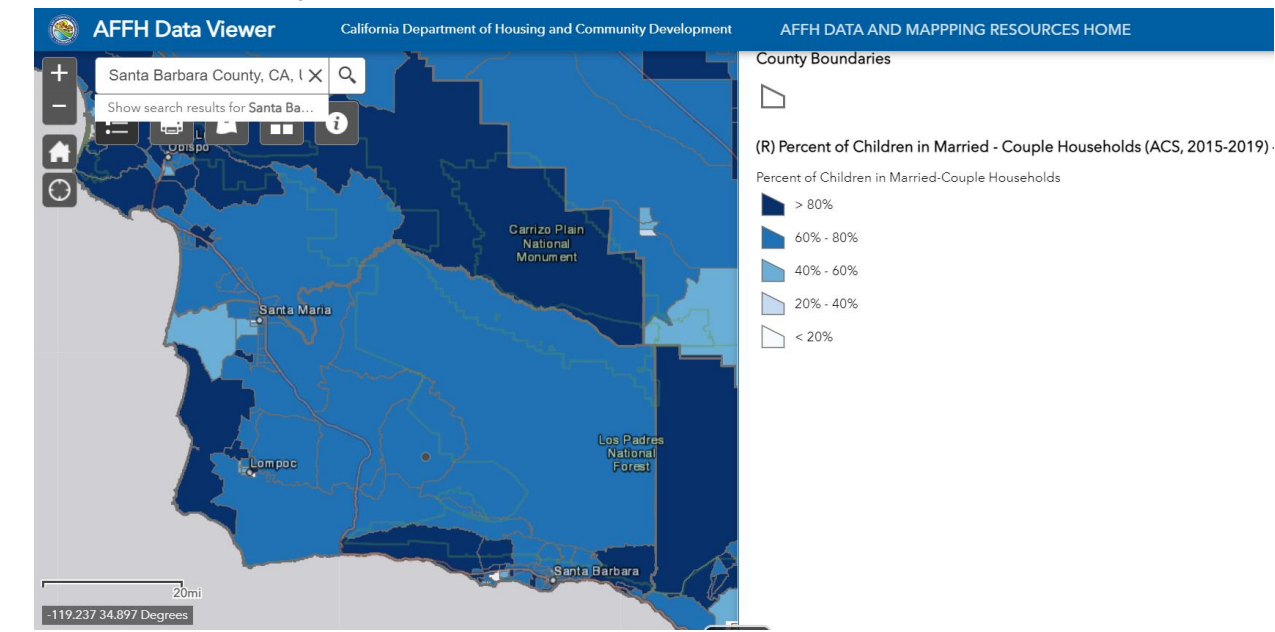 AFFH Data Viewer
California Department of Housing and Community Development
AFFH DATA AND MAPPPING RESOURCES HOME
+
Santa Barbara County, CA, U
Show search results for Santa Ba...
−
Obispo
Carrizo Plain
National
Monument
Santa Maria
Los Padres
National
Forest
Lompoc
Santa Barbara
20mi
-119.237 34.897 Degrees
County Boundaries
(R) Percent of Children in Married - Couple Households (ACS, 2015-2019) -
Percent of Children in Married-Couple Households
> 80%
60% - 80%
40% - 60%
20% - 40%
< 20%